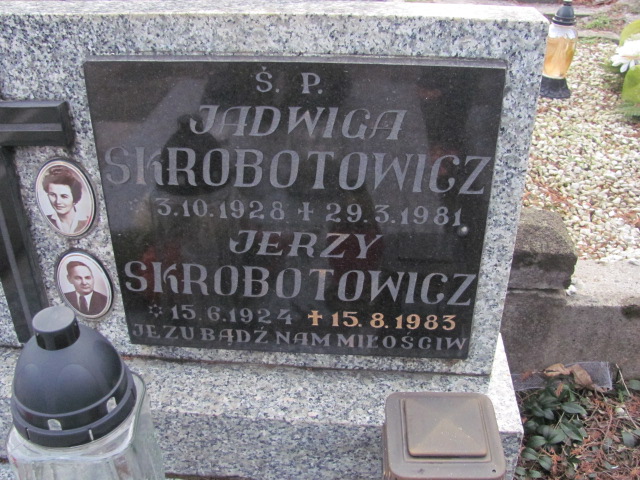 Ś. P.
JADWIGA
SKROBOTOWICZ
* 3.10.1928 + 29.3.1981
JERZY
SKROBOTOWICZ
* 15.6.1924 + 15.8.1983
JEZU BĄDŹ NAM MIŁOŚCIW